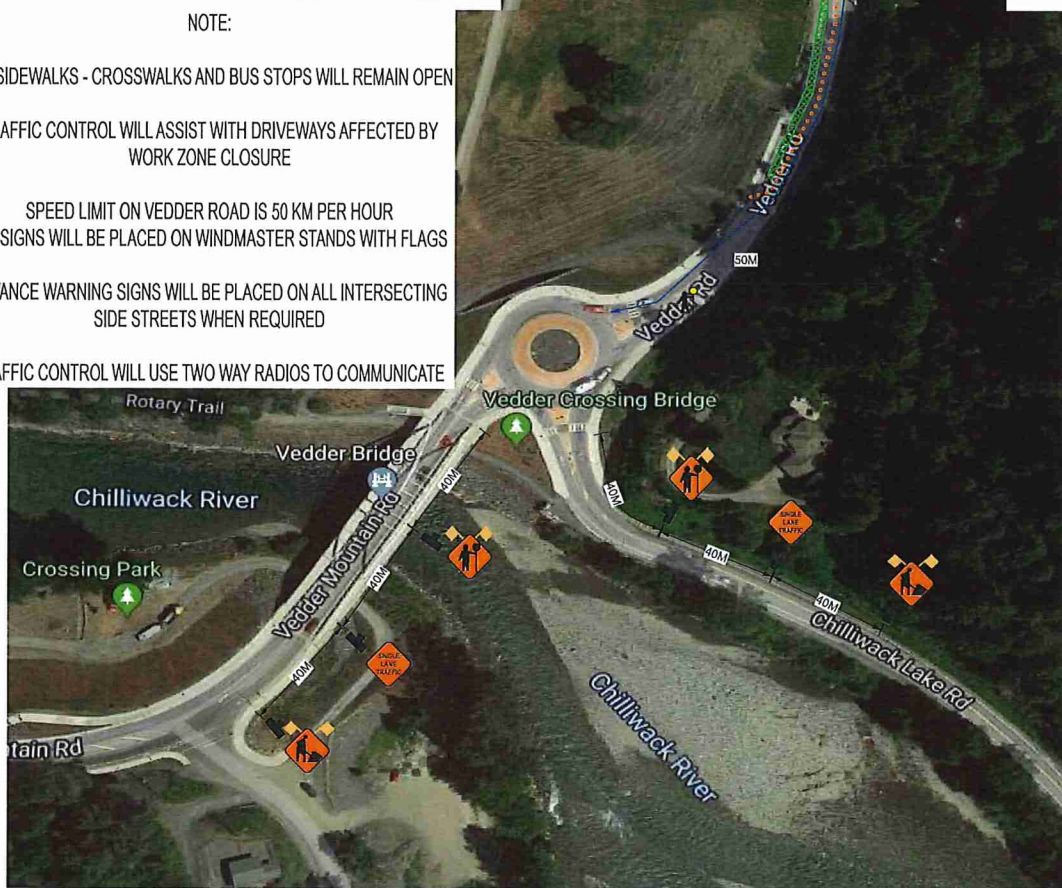 NOTE:
SIDEWALKS - CROSSWALKS AND BUS STOPS WILL REMAIN OPEN
AFFIC CONTROL WILL ASSIST WITH DRIVEWAYS AFFECTED BY
WORK ZONE CLOSURE
SPEED LIMIT ON VEDDER ROAD IS 50 KM PER HOUR
SIGNS WILL BE PLACED ON WINDMASTER STANDS WITH FLAGS
ANCE WARNING SIGNS WILL BE PLACED ON ALL INTERSECTING
SIDE STREETS WHEN REQUIRED
AFFIC CONTROL WILL USE TWO WAY RADIOS TO COMMUNICATE
Vedder Rd
50M
Vedder Rd
Rotary Trail
Vedder Crossing Bridge
Vedder Bridge
Chilliwack River
40M
40M
Vedder Mountain Rd
SINGLE
LANE
TRAFFIC
40M
40M
Crossing Park
40M
Chilliwack Lake Rd
SINGLE
LANE
TRAFFIC
40M
Chilliwack River
tain Rd